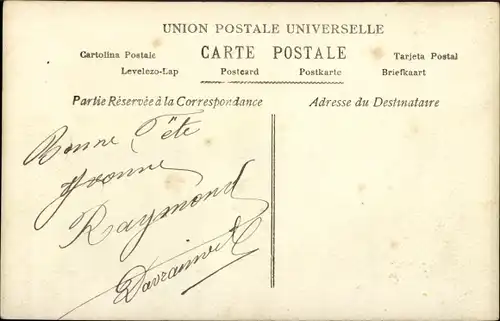 UNION POSTALE UNIVERSELLE
Cartolina Postale CARTE POSTALE Tarjeta Postal
Levelezo-Lap Postcard Postkarte Briefkaart
Partie Réservée à la Correspondance Adresse du Destinataire
Bonne Fête
Yvonne
Raymond